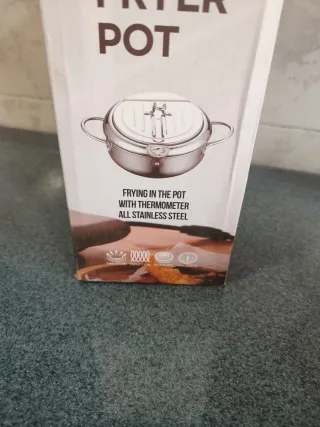 FRYER
POT
FRYING IN THE POT
WITH THERMOMETER
ALL STAINLESS STEEL